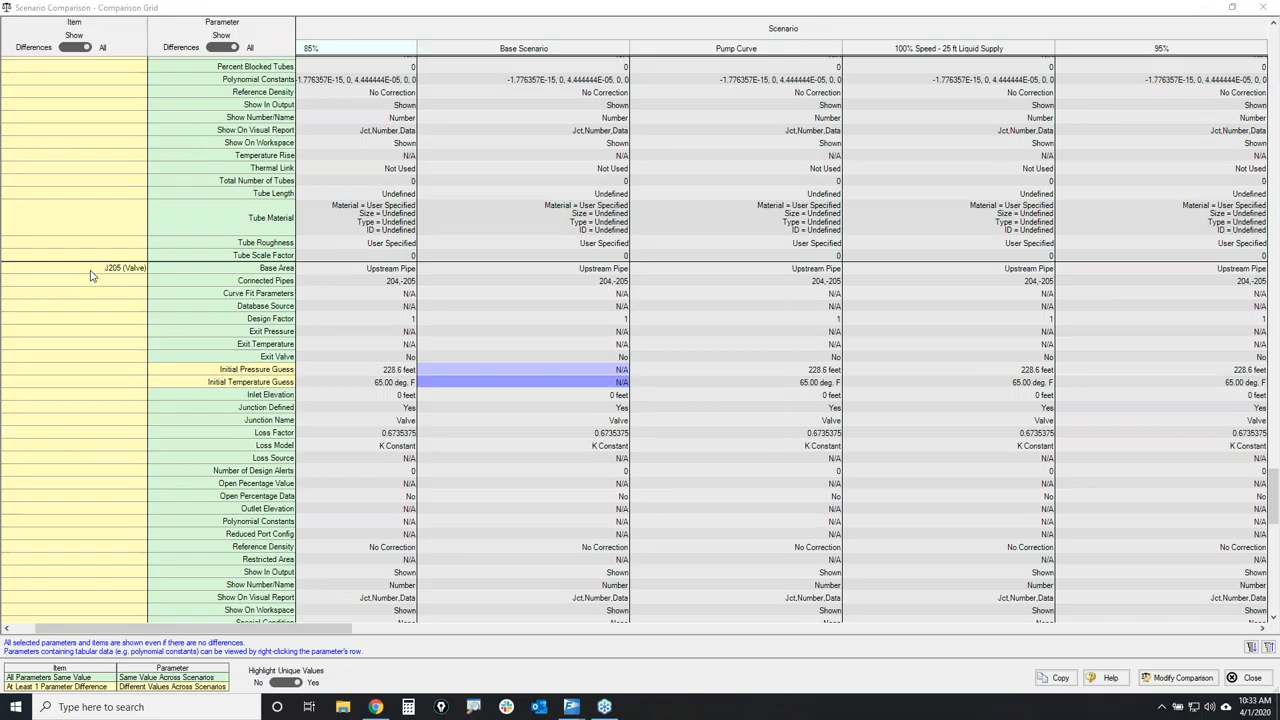 Scenario Comparison - Comparison Grid
Item Parameter Scenario
Show Show
Differences All Differences All
85% Base Scenario Pump Curve 100% Speed - 25 ft Liquid Supply 95%
Percent Blocked Tubes 0 0 0 0 0
Polynomial Constants -1.776357E-15, 0, 4.444444E-05, 0, 0 -1.776357E-15, 0, 4.444444E-05, 0, 0 -1.776357E-15, 0, 4.444444E-05, 0, 0 -1.776357E-15, 0, 4.444444E-05, 0, 0 -1.776357E-15, 0, 4.444444E-05, 0, 0
Reference Density No Correction No Correction No Correction No Correction No Correction
Show In Output Shown Shown Shown Shown Shown
Show Number/Name Number Number Number Number Number
Show On Visual Report Jct,Number,Data Jct,Number,Data Jct,Number,Data Jct,Number,Data Jct,Number,Data
Show On Workspace Shown Shown Shown Shown Shown
Temperature Rise N/A N/A N/A N/A N/A
Thermal Link Not Used Not Used Not Used Not Used Not Used
Total Number of Tubes 0 0 0 0 0
Tube Length Undefined Undefined Undefined Undefined Undefined
Material = User Specified Material = User Specified Material = User Specified Material = User Specified Material = User Specified
Size = Undefined Size = Undefined Size = Undefined Size = Undefined Size = Undefined
Tube Material Type = Undefined Type = Undefined Type = Undefined Type = Undefined Type = Undefined
ID = Undefined ID = Undefined ID = Undefined ID = Undefined ID = Undefined
Tube Roughness User Specified User Specified User Specified User Specified User Specified
Tube Scale Factor 0 0 0 0 0
J205 (Valve) Base Area Upstream Pipe Upstream Pipe Upstream Pipe Upstream Pipe Upstream Pipe
Connected Pipes 204,-205 204,-205 204,-205 204,-205 204,-205
Curve Fit Parameters N/A N/A N/A N/A N/A
Database Source N/A N/A N/A N/A N/A
Design Factor 1 1 1 1 1
Exit Pressure N/A N/A N/A N/A N/A
Exit Temperature N/A N/A N/A N/A N/A
Exit Valve No No No No No
Initial Pressure Guess 228.6 feet N/A 228.6 feet 228.6 feet 228.6 feet
Initial Temperature Guess 65.00 deg. F N/A 65.00 deg. F 65.00 deg. F 65.00 deg. F
Inlet Elevation 0 feet 0 feet 0 feet 0 feet 0 feet
Junction Defined Yes Yes Yes Yes Yes
Junction Name Valve Valve Valve Valve Valve
Loss Factor 0.6735375 0.6735375 0.6735375 0.6735375 0.6735375
Loss Model K Constant K Constant K Constant K Constant K Constant
Loss Source N/A N/A N/A N/A N/A
Number of Design Alerts 0 0 0 0 0
Open Pecentage Value N/A N/A N/A N/A N/A
Open Percentage Data No No No No No
Outlet Elevation N/A N/A N/A N/A N/A
Polynomial Constants N/A N/A N/A N/A N/A
Reduced Port Config N/A N/A N/A N/A N/A
Reference Density No Correction No Correction No Correction No Correction No Correction
Restricted Area N/A N/A N/A N/A N/A
Show In Output Shown Shown Shown Shown Shown
Show Number/Name Number Number Number Number Number
Show On Visual Report Jct,Number,Data Jct,Number,Data Jct,Number,Data Jct,Number,Data Jct,Number,Data
Show On Workspace Shown Shown Shown Shown Shown
All selected parameters and items are shown even if there are no differences.
Parameters containing tabular data (e.g. polynomial constants) can be viewed by right-clicking the parameter's row.
Item Parameter Highlight Unique Values
All Parameters Same Value Same Value Across Scenarios No Yes Copy Help Modify Comparison Close
At Least 1 Parameter Difference Different Values Across Scenarios
Type here to search
10:33 AM
4/1/2020